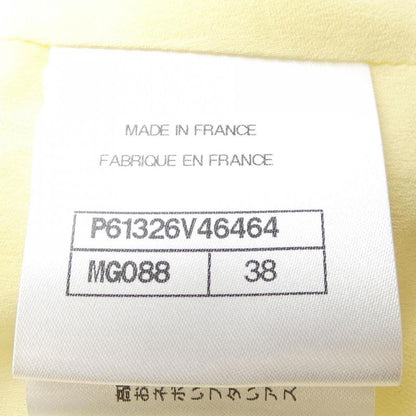 MADE IN FRANCE
FABRIQUE EN FRANCE
P61326V46464
MG088 38